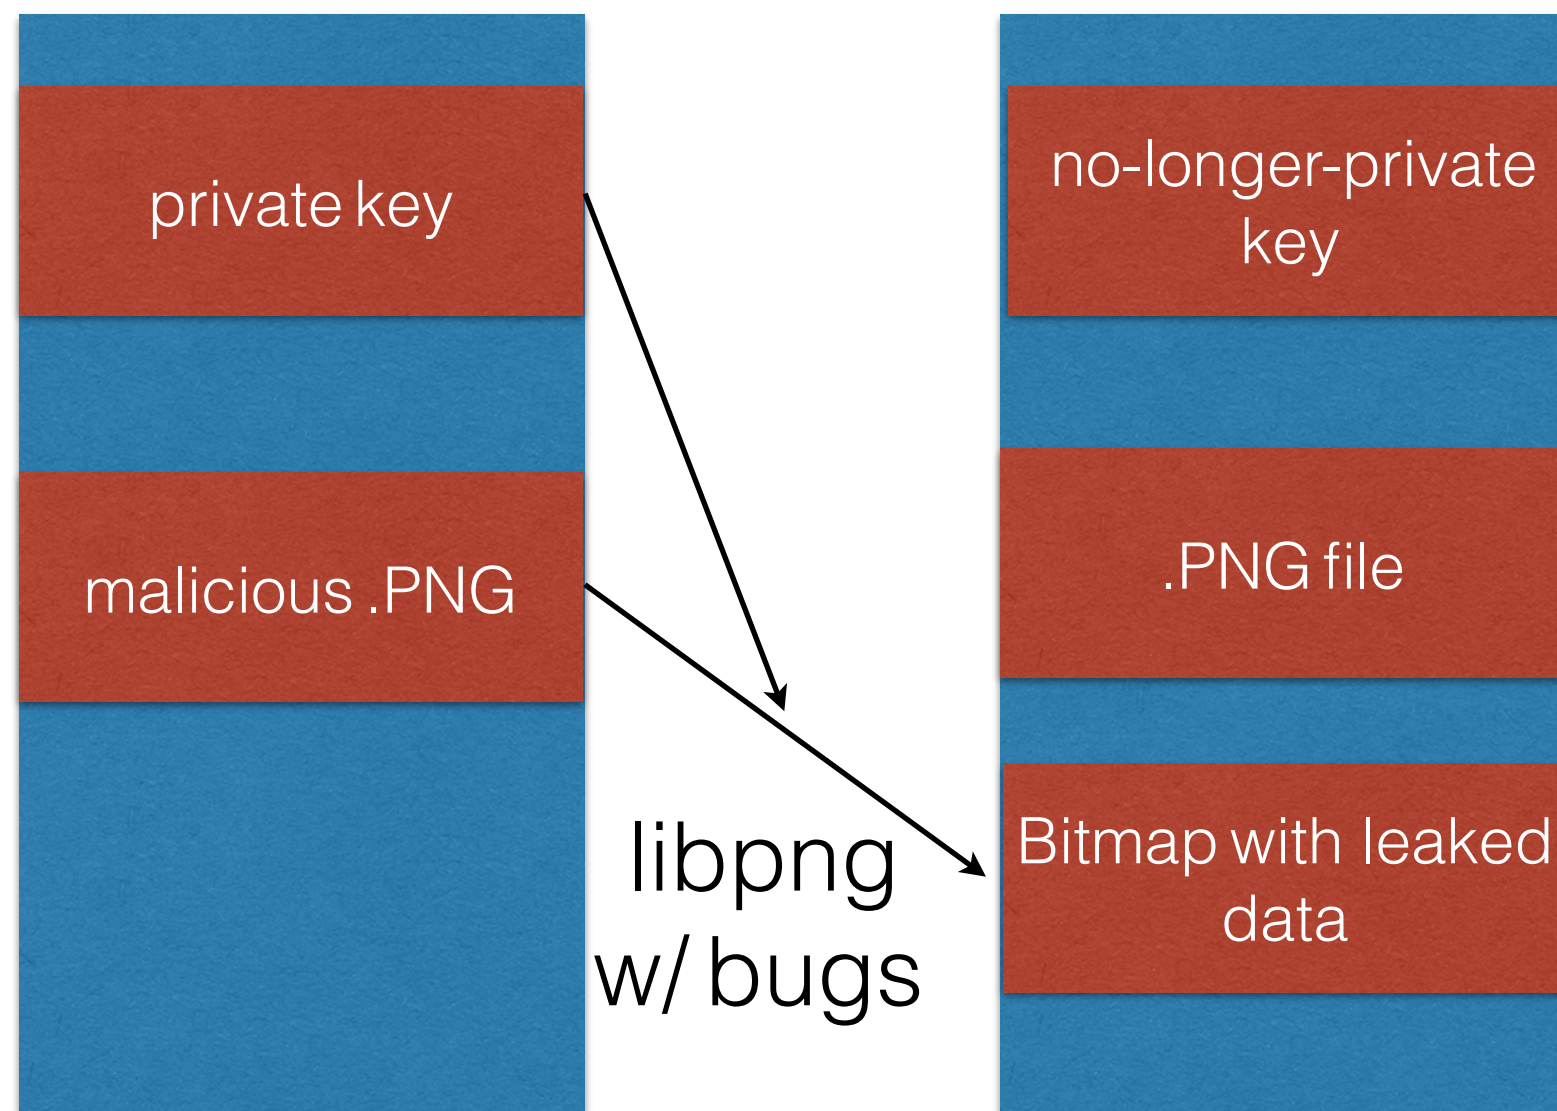 private key
malicious .PNG
libpng
w/ bugs
no-longer-private
key
.PNG file
Bitmap with leaked
data